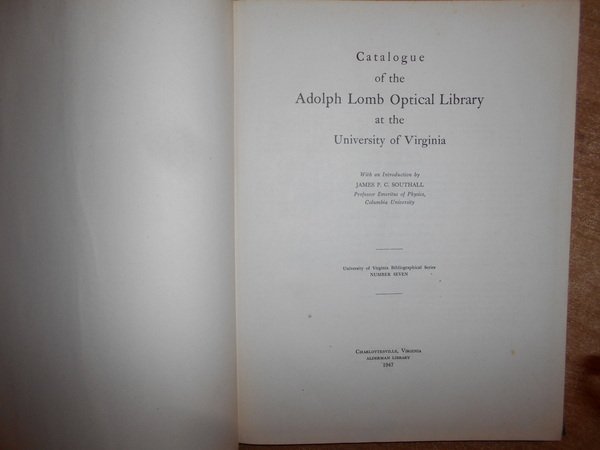 Catalogue
of the
Adolph Lomb Optical Library
at the
University of Virginia
With an Introduction by
JAMES P. C. SOUTHALL
Professor Emeritus of Physics,
Columbia University
University of Virginia Bibliographical Series
NUMBER SEVEN
CHARLOTTESVILLE, VIRGINIA
ALDERMAN LIBRARY
1947